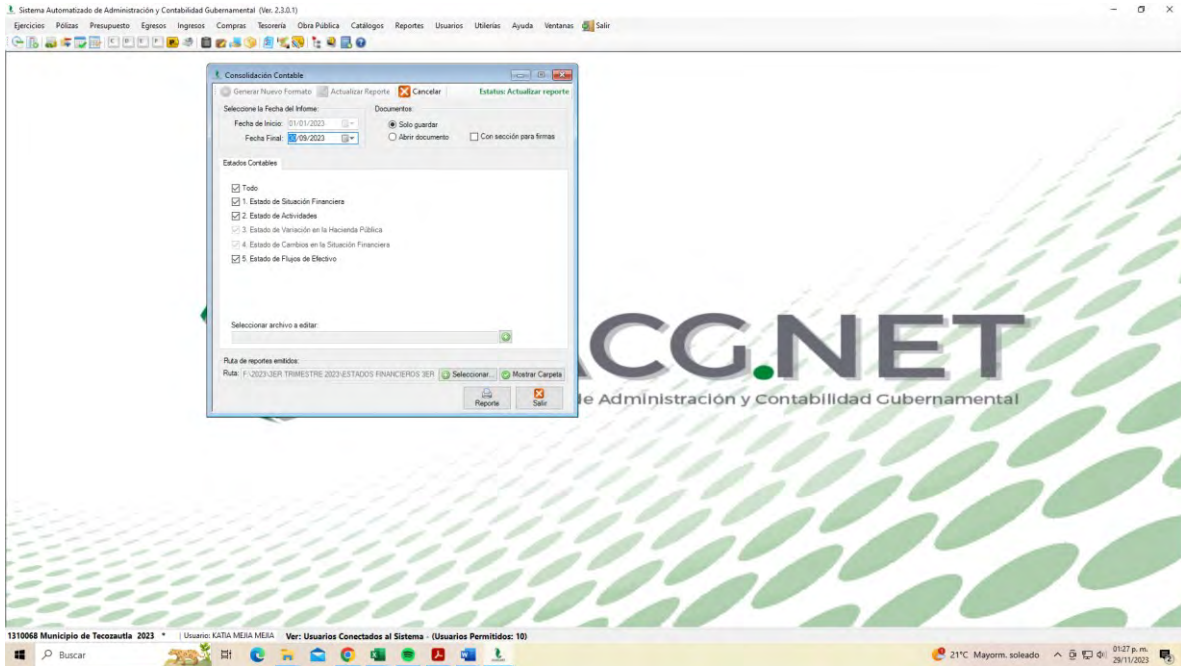 Sistema Automatizado de Administración y Contabilidad Gubernamental (Ver. 2.3.0.1)
Ejercicios Pólizas Presupuesto Egresos Ingresos Compras Tesorería Obra Pública Catálogos Reportes Usuarios Utilerías Ayuda Ventanas Salir
Consolidación Contable
Generar Nuevo Formato Actualizar Reporte Cancelar Estatus: Actualizar reporte
Seleccione la Fecha del Informe: Documentos:
Fecha de Inicio: 01/01/2023 Solo guardar
Fecha Final: 30/09/2023 Abrir documento Con sección para firmas
Estados Contables
Todo
1. Estado de Situación Financiera
2. Estado de Actividades
3. Estado de Variación en la Hacienda Pública
4. Estado de Cambios en la Situación Financiera
5. Estado de Flujos de Efectivo
Seleccionar archivo a editar:
Ruta de reportes emitidos:
Ruta: F:\2023\3ER TRIMESTRE 2023\ESTADOS FINANCIEROS 3ER Seleccionar... Mostrar Carpeta
Reporte Salir
ACG.NET
de Administración y Contabilidad Gubernamental
1310068 Municipio de Tecozautla 2023 * | Usuario: KATIA MEJIA MEJIA Ver: Usuarios Conectados al Sistema - (Usuarios Permitidos: 10)
Buscar 21°C Mayorm. soleado 01:27 p. m.
29/11/2023